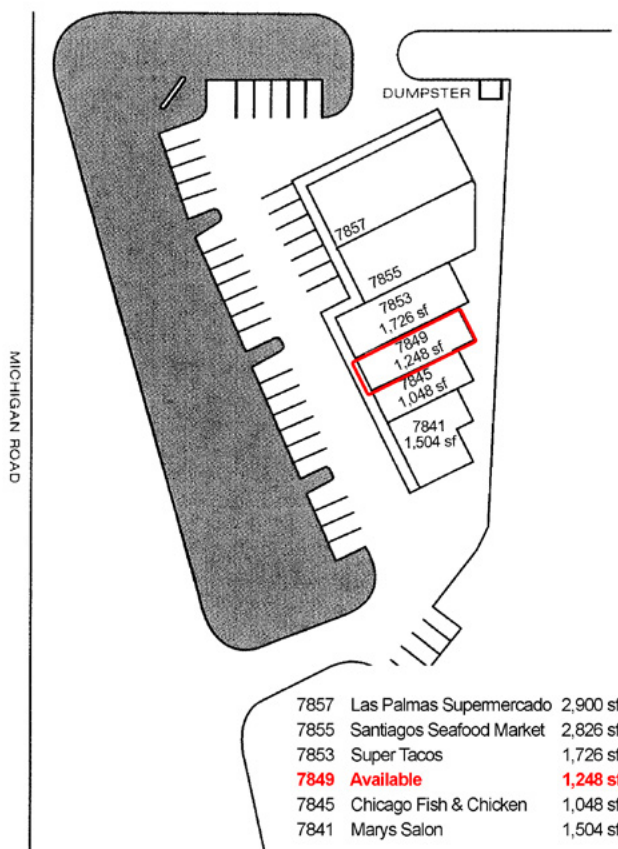 DUMPSTER
7857
7855
7853
1,726 sf
7849
1,248 sf
7845
1,048 sf
7841
1,504 sf
MICHIGAN ROAD
7857 Las Palmas Supermercado 2,900 sf
7855 Santiagos Seafood Market 2,826 sf
7853 Super Tacos 1,726 sf
7849 Available 1,248 sf
7845 Chicago Fish & Chicken 1,048 sf
7841 Marys Salon 1,504 sf